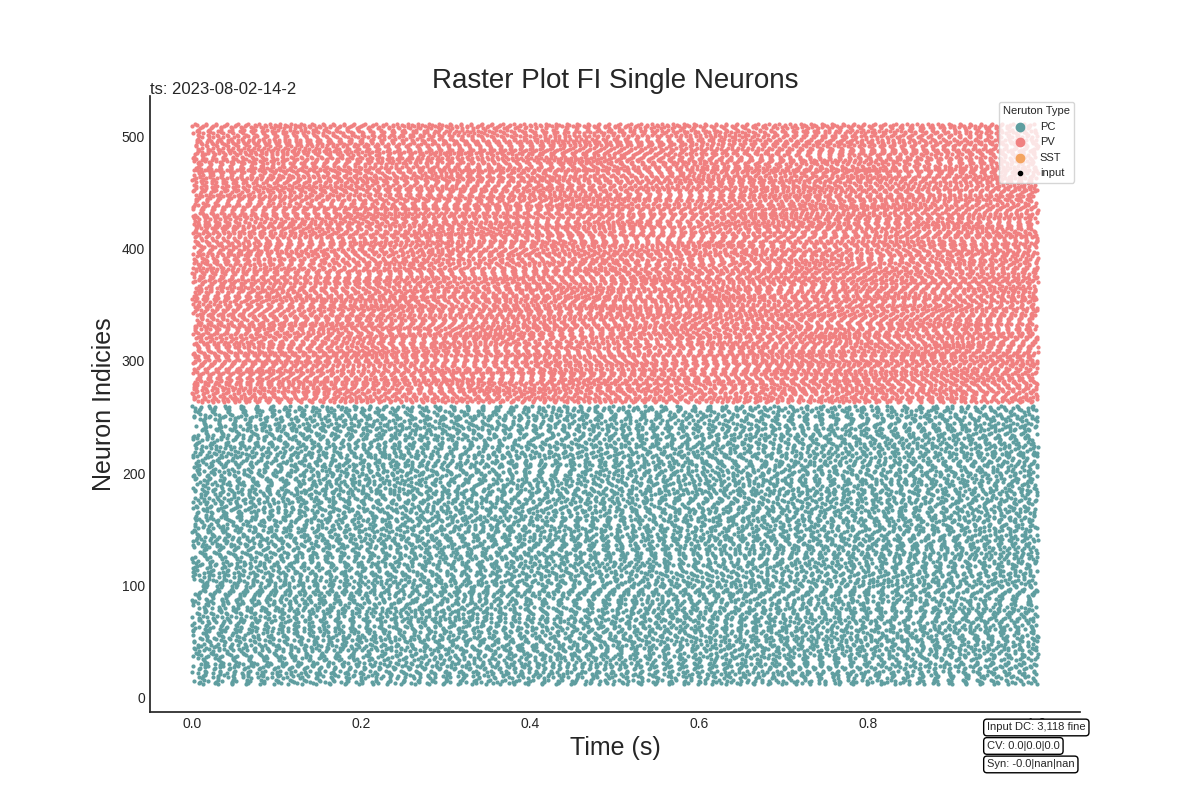 Raster Plot FI Single Neurons
ts: 2023-08-02-14-2
Neruton Type
PC
PV
SST
input
500
400
300
200
100
0
Neuron Indicies
0.0 0.2 0.4 0.6 0.8
Time (s)
Input DC: 3,118 fine
CV: 0.0|0.0|0.0
Syn: -0.0|nan|nan